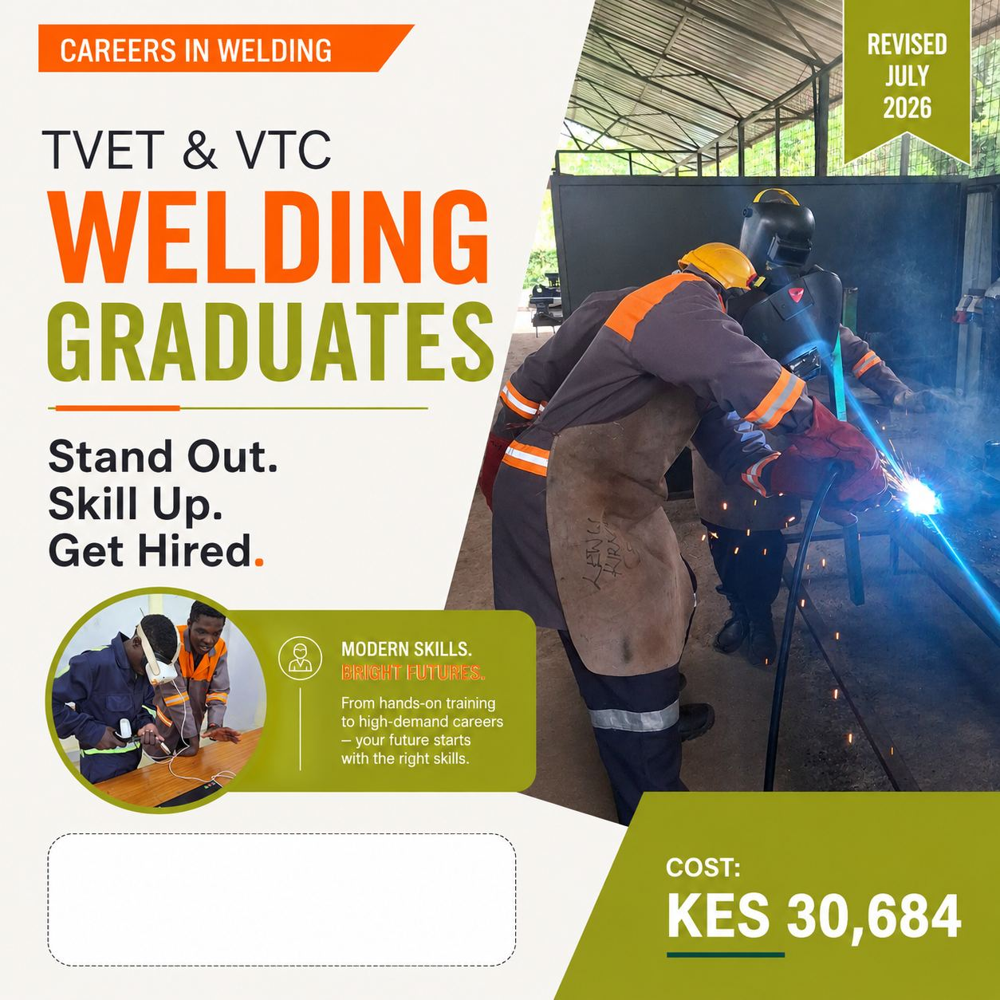 CAREERS IN WELDING
REVISED
JULY
2026
TVET & VTC
WELDING
GRADUATES
Stand Out.
Skill Up.
Get Hired.
MODERN SKILLS.
BRIGHT FUTURES.
From hands-on training
to high-demand careers
– your future starts
with the right skills.
COST:
KES 30,684